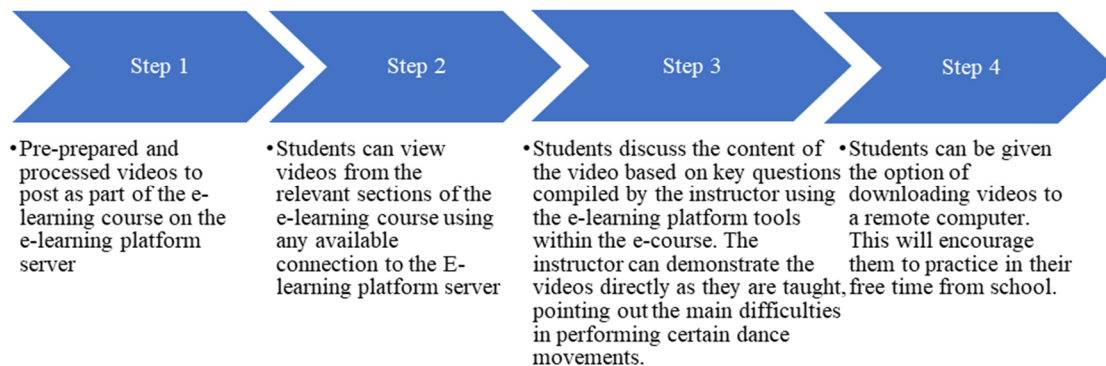 Step 1
•Pre-prepared and
processed videos to
post as part of the e-
learning course on the
e-learning platform
server
Step 2
•Students can view
videos from the
relevant sections of the
e-learning course using
any available
connection to the E-
learning platform server
Step 3
•Students discuss the content of
the video based on key questions
compiled by the instructor using
the e-learning platform tools
within the e-course. The
instructor can demonstrate the
videos directly as they are taught,
pointing out the main difficulties
in performing certain dance
movements.
Step 4
•Students can be given
the option of
downloading videos to
a remote computer.
This will encourage
them to practice in their
free time from school.